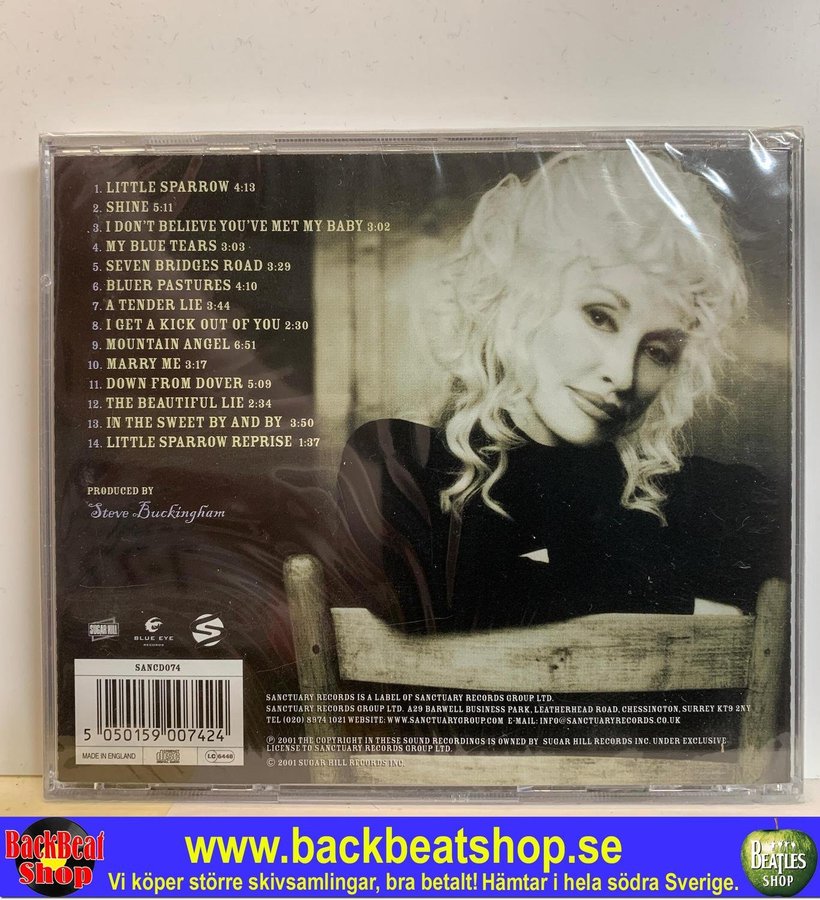 1. LITTLE SPARROW 4:13
2. SHINE 5:11
3. I DON'T BELIEVE YOU'VE MET MY BABY 3:02
4. MY BLUE TEARS 3:03
5. SEVEN BRIDGES ROAD 3:29
6. BLUER PASTURES 4:10
7. A TENDER LIE 3:44
8. I GET A KICK OUT OF YOU 2:30
9. MOUNTAIN ANGEL 6:51
10. MARRY ME 3:17
11. DOWN FROM DOVER 5:09
12. THE BEAUTIFUL LIE 2:34
13. IN THE SWEET BY AND BY 3:50
14. LITTLE SPARROW REPRISE 1:37
PRODUCED BY
Steve Buckingham
SUGAR HILL
BLUE EYE
RECORDS
SANCD074
5 050159 007424
MADE IN ENGLAND
COMPACT
disc
DIGITAL AUDIO
LC 6448
SANCTUARY RECORDS IS A LABEL OF SANCTUARY RECORDS GROUP LTD.
SANCTUARY RECORDS GROUP LTD. A29 BARWELL BUSINESS PARK, LEATHERHEAD ROAD, CHESSINGTON, SURREY KT9 2NY
TEL (020) 8974 1021 WEBSITE: WWW.SANCTUARYGROUP.COM E-MAIL: INFO@SANCTUARYRECORDS.CO.UK
℗ 2001 THE COPYRIGHT IN THESE SOUND RECORDINGS IS OWNED BY SUGAR HILL RECORDS INC. UNDER EXCLUSIVE
LICENSE TO SANCTUARY RECORDS GROUP LTD.
© 2001 SUGAR HILL RECORDS INC.
BackBeat
Shop
www.backbeatshop.se
Vi köper större skivsamlingar, bra betalt! Hämtar i hela södra Sverige.
BEATLES
SHOP